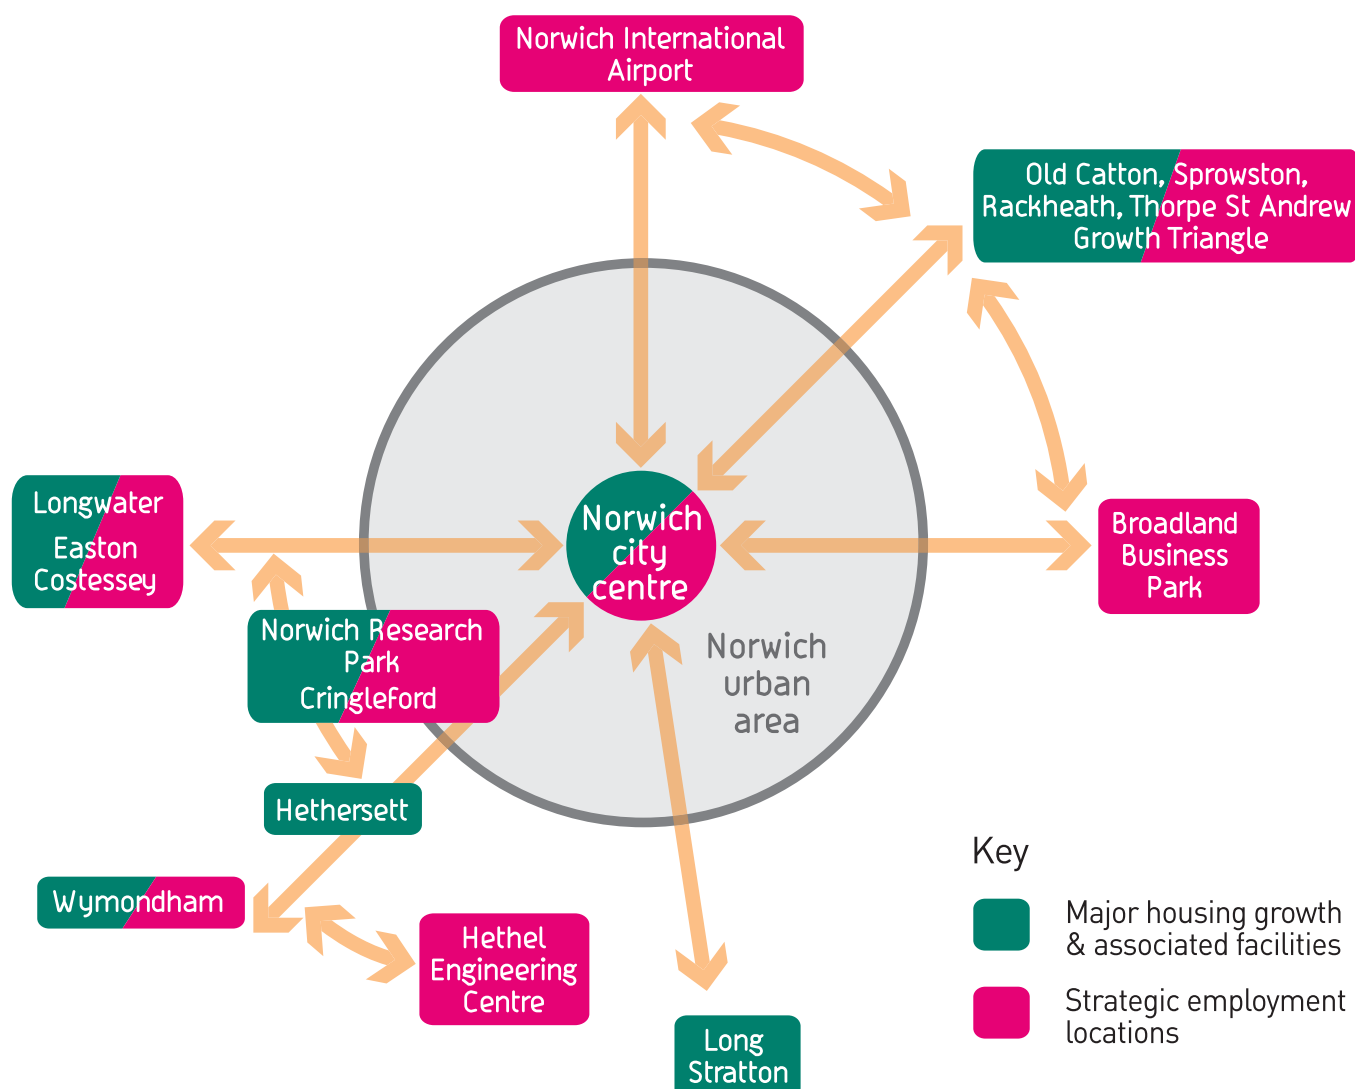 Norwich International
Airport
Old Catton, Sprowston,
Rackheath, Thorpe St Andrew
Growth Triangle
Longwater
Easton
Costessey
Norwich
city
centre
Broadland
Business
Park
Norwich Research
Park
Cringleford
Norwich
urban
area
Hethersett
Wymondham
Hethel
Engineering
Centre
Long
Stratton
Key
Major housing growth
& associated facilities
Strategic employment
locations